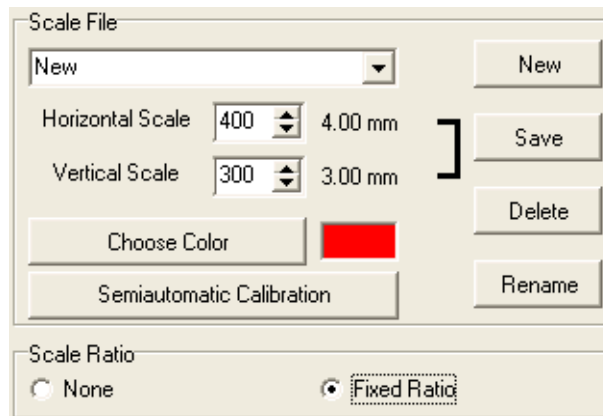 Scale File
New
New
Horizontal Scale 400 4.00 mm
Save
Vertical Scale 300 3.00 mm
Delete
Choose Color
Semiautomatic Calibration
Rename
Scale Ratio
None Fixed Ratio